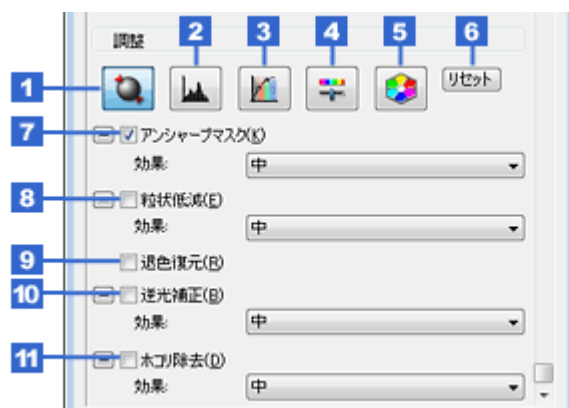 調整
2 3 4 5 6
1 リセット
7 アンシャープマスク(K)
効果: 中
8 粒状低減(E)
効果: 中
9 退色復元(R)
10 逆光補正(B)
効果: 中
11 ホコリ除去(D)
効果: 中